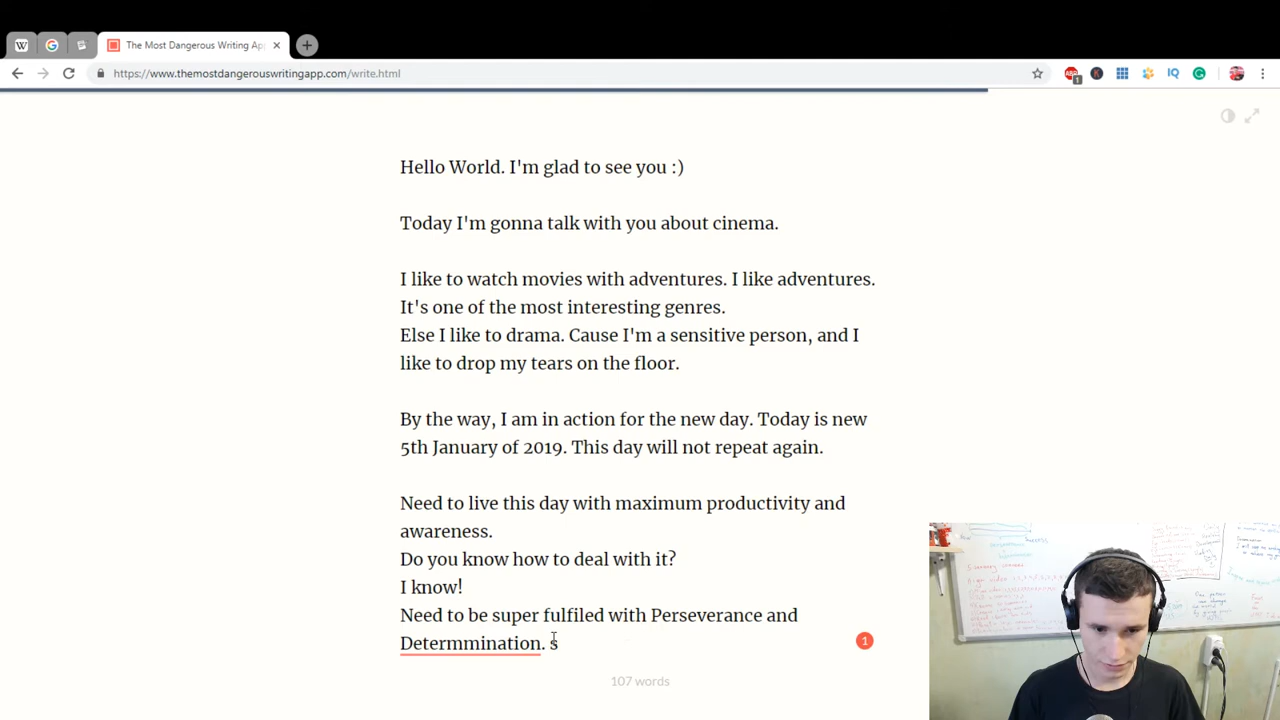 The Most Dangerous Writing Ap
https://www.themostdangerouswritingapp.com/write.html
Hello World. I'm glad to see you :)
Today I'm gonna talk with you about cinema.
I like to watch movies with adventures. I like adventures.
It's one of the most interesting genres.
Else I like to drama. Cause I'm a sensitive person, and I
like to drop my tears on the floor.
By the way, I am in action for the new day. Today is new
5th January of 2019. This day will not repeat again.
Need to live this day with maximum productivity and
awareness.
Do you know how to deal with it?
I know!
Need to be super fulfiled with Perseverance and
Determmination. s
1
107 words